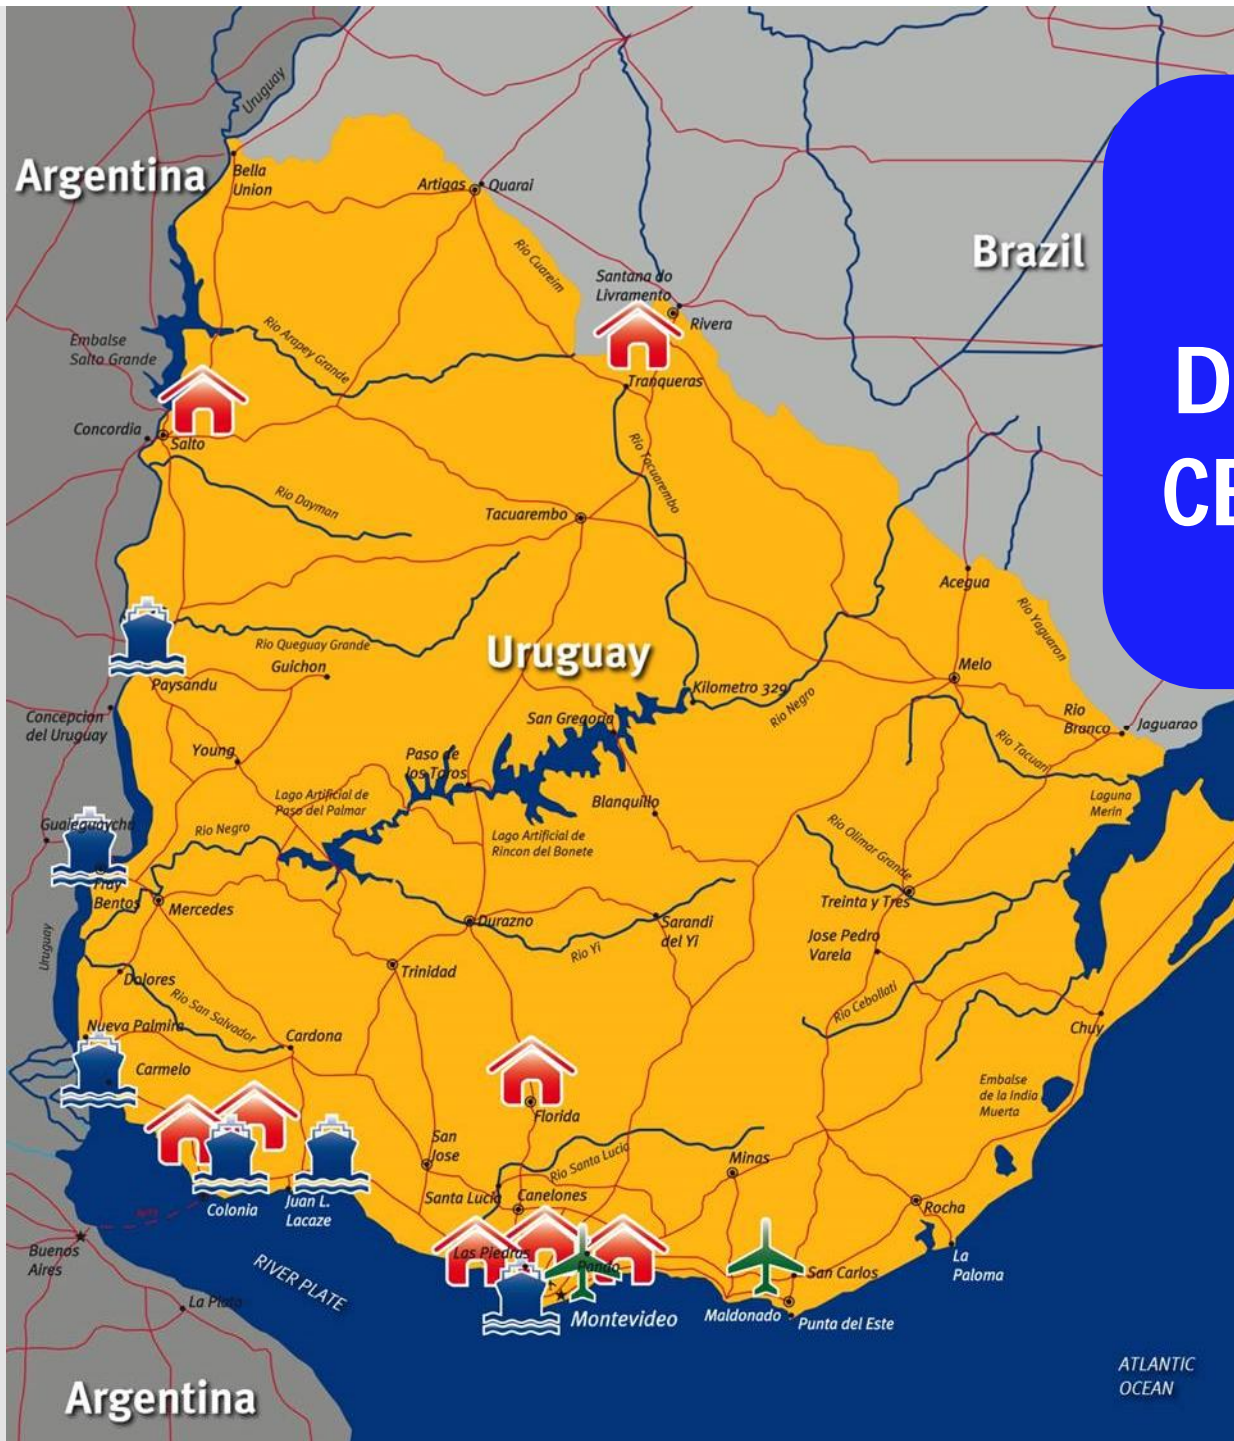 Uruguay
Argentina
Bella
Union
Artigas
Quarai
Brazil
Rio Cuareim
Santana do
Livramento
Rivera
Embalse
Salto Grande
Rio Arapey Grande
Tranqueras
D
CE
Concordia
Salto
Rio Tacuarembo
Rio Dayman
Tacuarembo
Acegua
Rio Yaguaron
Rio Queguay Grande
Guichon
Uruguay
Melo
Paysandu
Kilometro 329
Rio Negro
Concepcion
del Uruguay
San Gregorio
Rio
Branco
Jaguarao
Young
Paso de
los Toros
Rio Tacuari
Lago Artificial de
Paso del Palmar
Blanquillo
Laguna
Merin
Gualeguaychu
Rio Negro
Lago Artificial de
Rincon del Bonete
Rio Olimar Grande
Fray
Bentos
Mercedes
Treinta y Tres
Durazno
Sarandi
del Yi
Rio Yi
Jose Pedro
Varela
Uruguay
Trinidad
Dolores
Rio San Salvador
Rio Cebollati
Nueva Palmira
Cardona
Chuy
Carmelo
Embalse
de la India
Muerta
Florida
San
Jose
Rio Santa Lucia
Minas
Santa Lucia
Canelones
Colonia
Juan L.
Lacaze
Rocha
Buenos
Aires
RIVER PLATE
Las Piedras
Pando
San Carlos
La
Paloma
La Plata
Montevideo
Maldonado
Punta del Este
ATLANTIC
OCEAN
Argentina